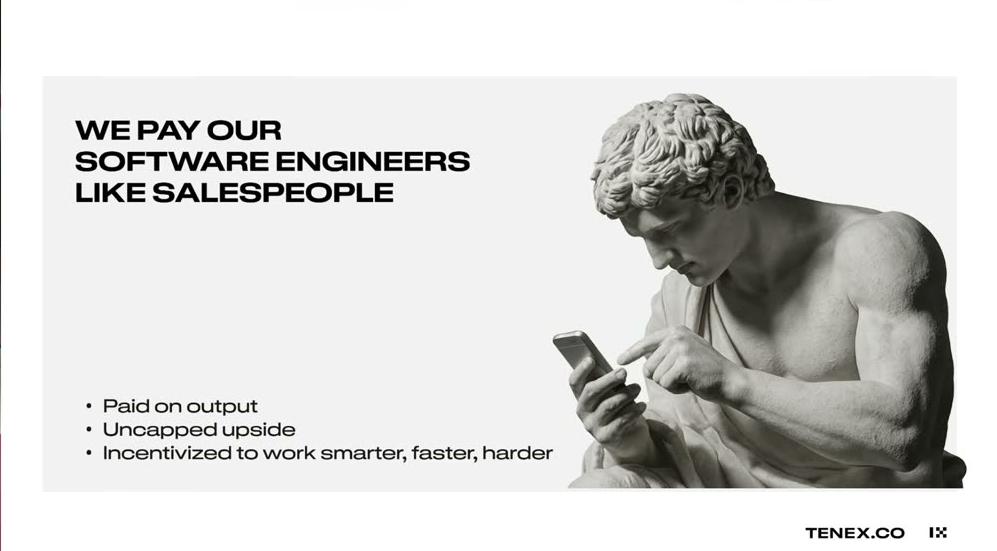 WE PAY OUR
SOFTWARE ENGINEERS
LIKE SALESPEOPLE
• Paid on output
• Uncapped upside
• Incentivized to work smarter, faster, harder
TENEX.CO